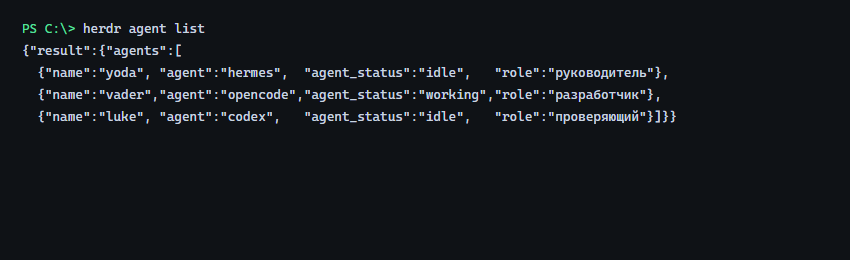 PS C:\> herdr agent list
{"result":{"agents":[
{"name":"yoda", "agent":"hermes", "agent_status":"idle", "role":"руководитель"},
{"name":"vader","agent":"opencode","agent_status":"working","role":"разработчик"},
{"name":"luke", "agent":"codex", "agent_status":"idle", "role":"проверяющий"}]}}